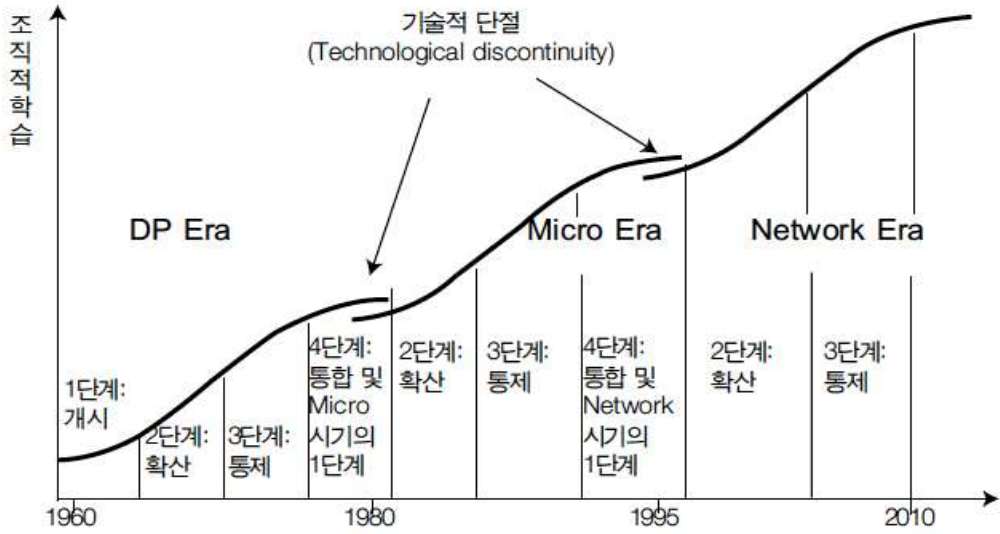 조직적학습
기술적 단절
(Technological discontinuity)
DP Era
Micro Era
Network Era
1단계:
개시
2단계:
확산
3단계:
통제
4단계:
통합 및
Micro
시기의
1단계
2단계:
확산
3단계:
통제
4단계:
통합 및
Network
시기의
1단계
2단계:
확산
3단계:
통제
1960
1980
1995
2010